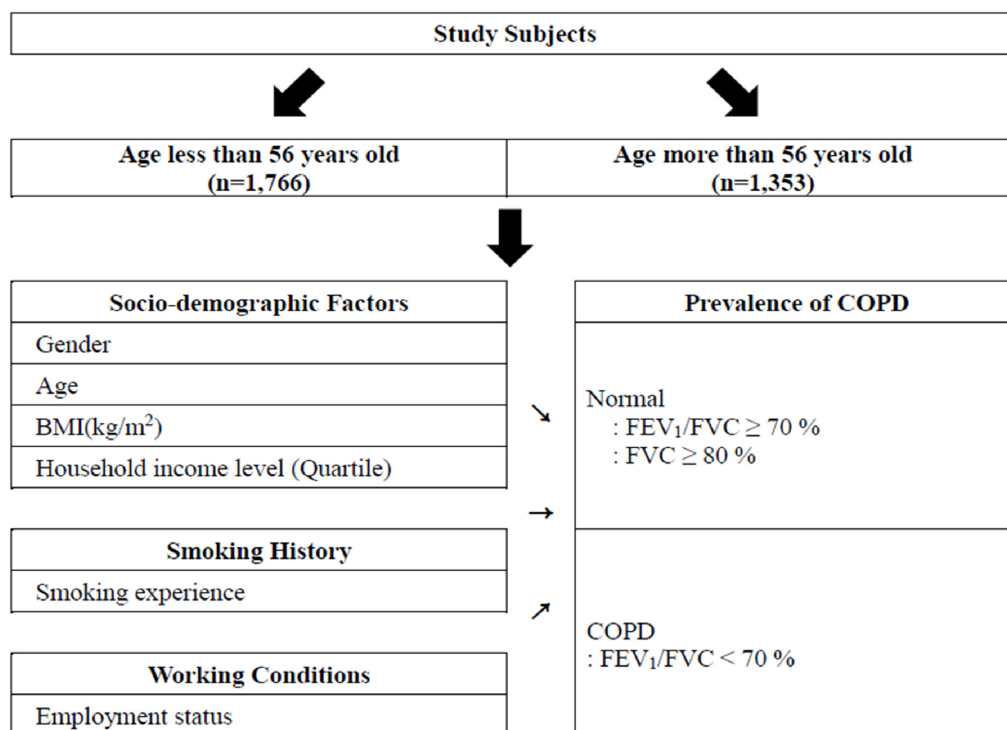 Study Subjects
Age less than 56 years old
(n=1,766)
Age more than 56 years old
(n=1,353)
Socio-demographic Factors
Gender
Age
BMI(kg/m²)
Household income level (Quartile)
Smoking History
Smoking experience
Working Conditions
Employment status
Prevalence of COPD
Normal
: FEV₁/FVC ≥ 70 %
: FVC ≥ 80 %
COPD
: FEV₁/FVC < 70 %